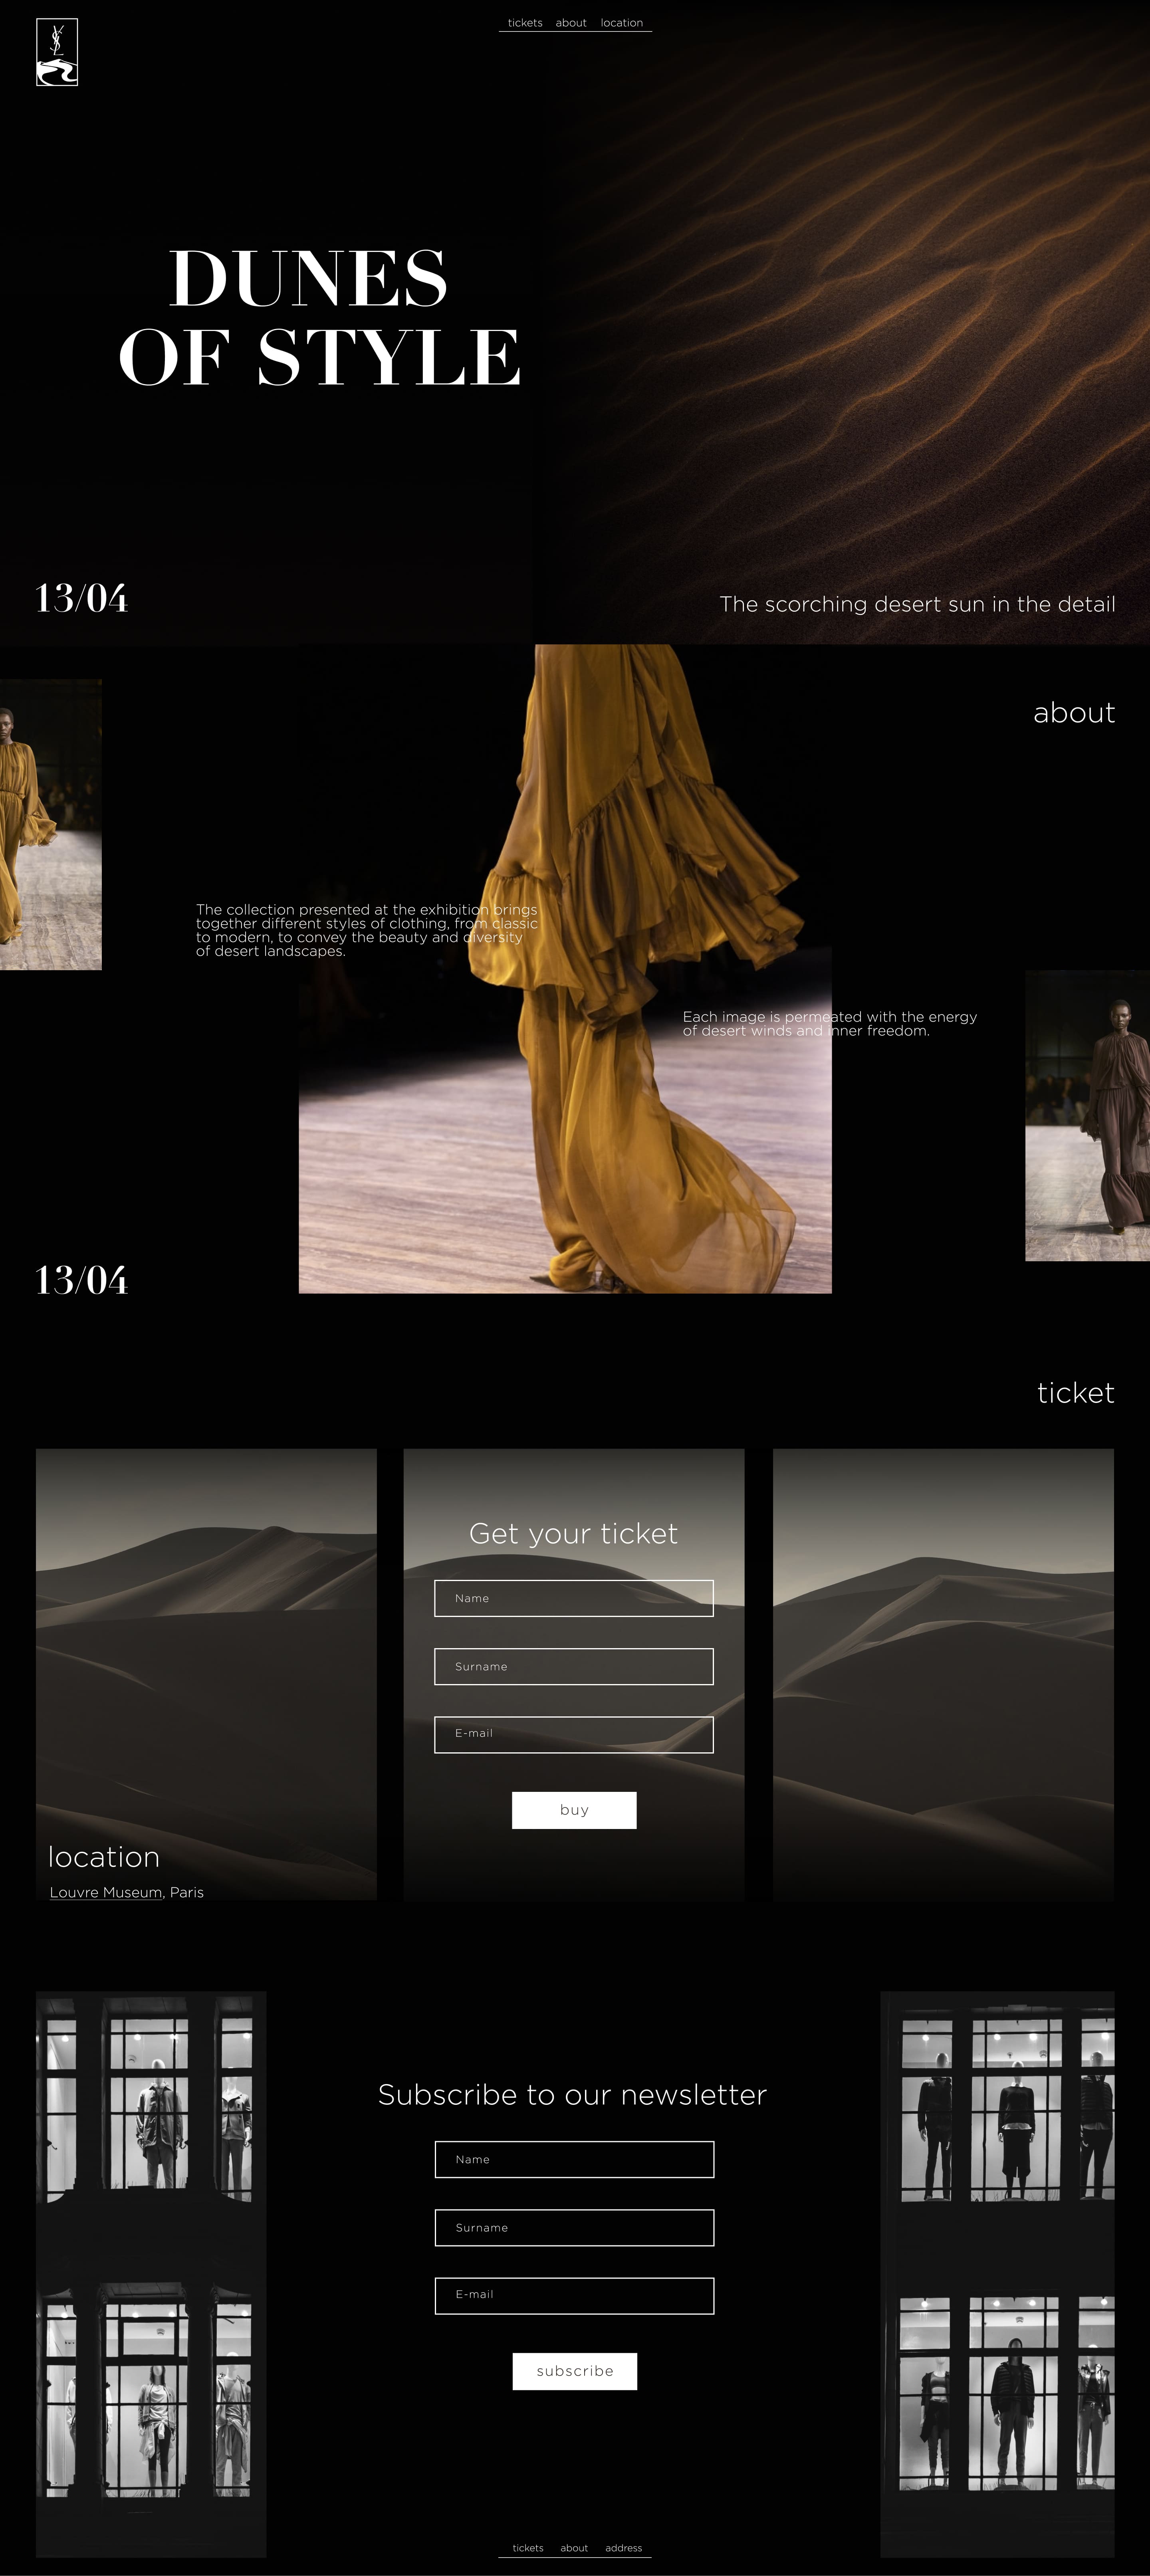 YSL
tickets about location
DUNES
OF STYLE
13/04
The scorching desert sun in the detail
about
The collection presented at the exhibition brings
together different styles of clothing, from classic
to modern, to convey the beauty and diversity
of desert landscapes.
Each image is permeated with the energy
of desert winds and inner freedom.
13/04
ticket
Get your ticket
Name
Surname
E-mail
buy
location
Louvre Museum, Paris
Subscribe to our newsletter
Name
Surname
E-mail
subscribe
tickets about address